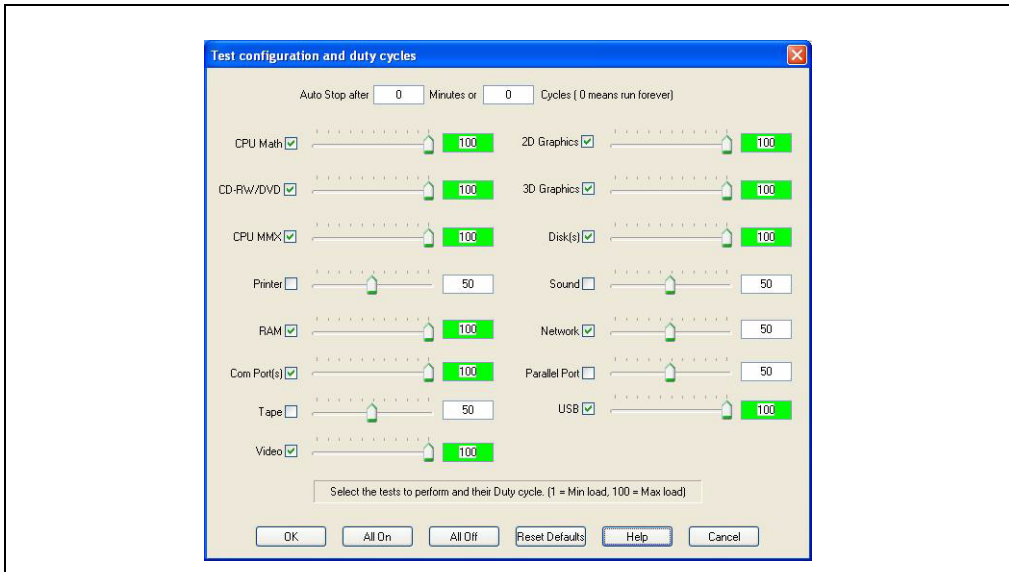 Test configuration and duty cycles
Auto Stop after 0 Minutes or 0 Cycles ( 0 means run forever)
CPU Math 100 2D Graphics 100
CD-RW/DVD 100 3D Graphics 100
CPU MMX 100 Disk(s) 100
Printer 50 Sound 50
RAM 100 Network 50
Com Port(s) 100 Parallel Port 50
Tape 50 USB 100
Video 100
Select the tests to perform and their Duty cycle. (1 = Min load, 100 = Max load)
OK All On All Off Reset Defaults Help Cancel